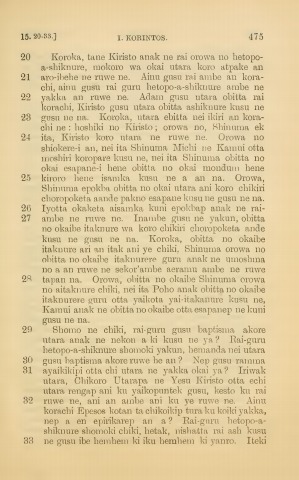 15. 20-33.] I. KORINTOS. 475
20 Koroka, tane Kiristo anak ne rai orowa no hetopo-
a-shiknure, mokoro wa okai utara koro atpake an
21 aro-ibehe ne ruwe ne. Ainu gusu rai ambe an kora-
chi, ainu gusu rai guru hetopo-a-shiknure ambe ne
22 yakka an ruwe ne. Adam gusu utara obitta rai
korachi, Kiristo gusu utara obitta ashiknure kusu ne
23 gusu ne na. Koroka, utara obitta nei ikiri an kora-
chi ne: hoshiki no Kiristo; orowa no, Shinuma ek
24 ita, Kiristo koro utara ne ruwe ne. Orowa no
shiokere-i an, nei ita Shinuma Michi ne Kamui otta
moshiri koropare kusu ne, nei ita Shinuma obitta no
okai esapane-i hene obitta no okai mondum hene
25 kiroro hene isamka kusu ne a an na. Orowa,
Shinuma epokba obitta no okai utara ani koro chikiri
choropoketa aande pakno esapane kusu ne gusu ne na.
26 Iyotta okaketa aisamka kuni epokbap anak ne rai-
27 ambe ne ruwe ne. Inambe gusu ne yakun, obitta
no okaibe itaknure wa koro chikiri choropoketa ande
kusu ne gusu ne na. Koroka, obitta no okaibe
itaknure ari an itak ani ye chiki, Shinuma orowa no
obitta no okaibe itaknurere guru anak ne umoshma
no a an ruwe ne sekor'ambe aeramu ambe ne ruwe
28 tapan na. Orowa, obitta no okaibe Shinuma orowa
no aitaknure chiki, nei ita Poho anak obitta no okaibe
itaknurere guru otta yaikota yai-itakanure kusu ne,
Kamui anak ne obitta no okaibe otta esapanep ne kuni
gusu ne na.
29 Shomo ne chiki, rai-guru gusu baptisma akore
utara anak ne nekon a ki kusu ne ya? Rai-guru
hetopo-a-shiknure shomoki yakun, hemanda nei utara
30 gusu baptisma akore ruwe he an? Nep gusu ramma
31 ayaikikipi otta chi utara ne yakka okai ya? Iriwak
utara, Chikoro Utarapa ne Yesu Kiristo otta echi
utara rengap ani ku yaikopuntek gusu, kesto ku rai
32 ruwe ne, ani an ambe ani ku ye ruwe ne. Ainu
korachi Epesos kotan ta chikoikip tura ku koiki yakka,
nep a en epirikarep an a? Rai-guru hetopo-a-
shiknure shomoki chiki, hetak, nishatta rai ash kusu
33 ne gusu ibe hembem ki iku hembem ki yanro. Iteki